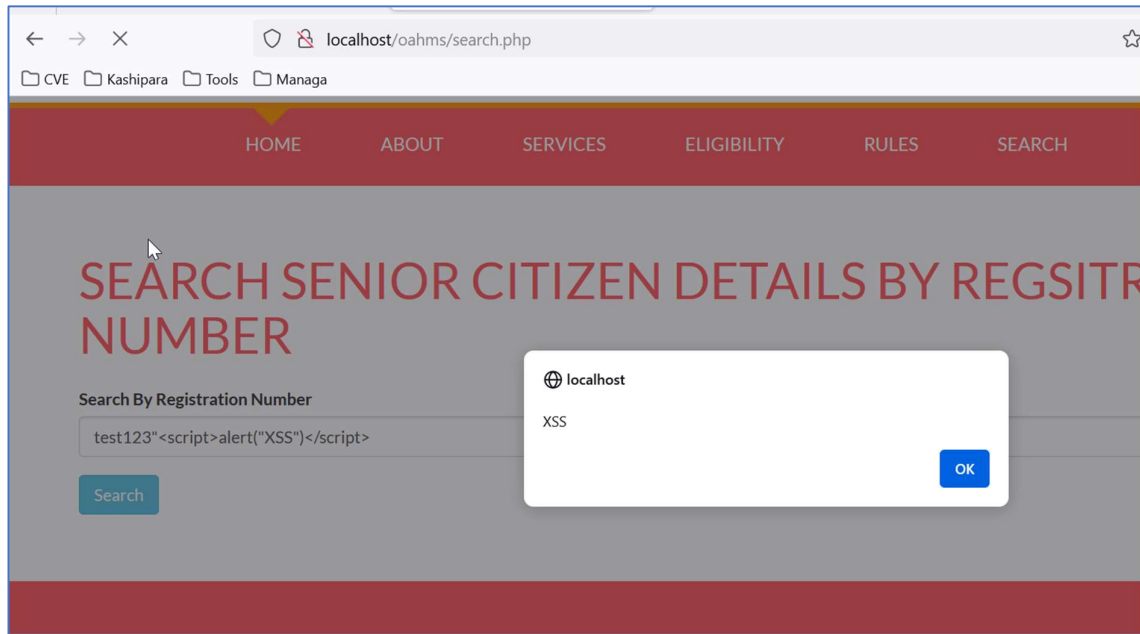 localhost/oahms/search.php
CVE Kashipara Tools Managa
HOME ABOUT SERVICES ELIGIBILITY RULES SEARCH
SEARCH SENIOR CITIZEN DETAILS BY REGSITR
NUMBER
localhost
Search By Registration Number
XSS
test123"<script>alert("XSS")</script>
OK
Search